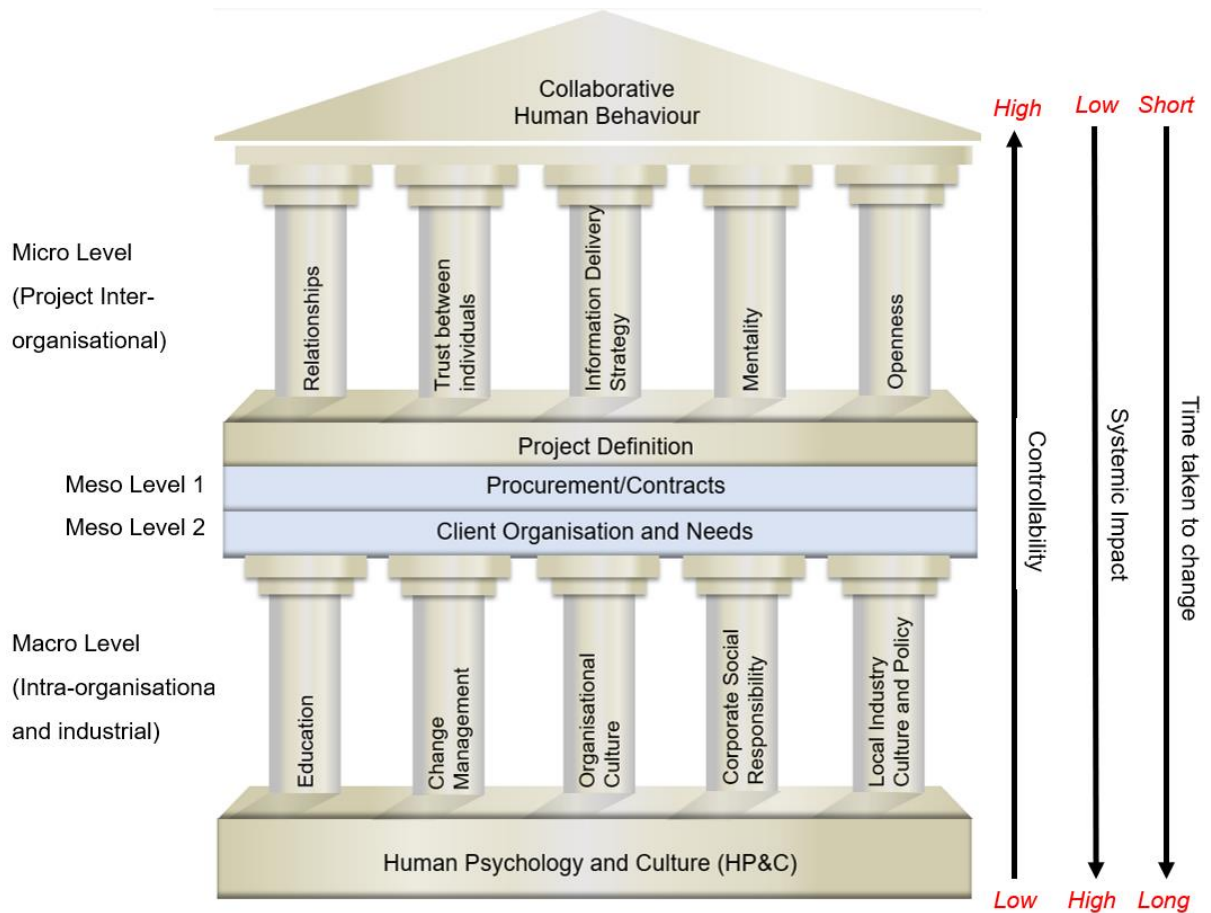 Collaborative
Human Behaviour
High
Low
Short
Micro Level
(Project Inter-
organisational)
Relationships
Trust between
individuals
Information Delivery
Strategy
Mentality
Openness
Project Definition
Meso Level 1
Procurement/Contracts
Meso Level 2
Client Organisation and Needs
Controllability
Systemic Impact
Time taken to change
Macro Level
(Intra-organisationa
and industrial)
Education
Change
Management
Organisational
Culture
Corporate Social
Responsibility
Local Industry
Culture and Policy
Human Psychology and Culture (HP&C)
Low
High
Long